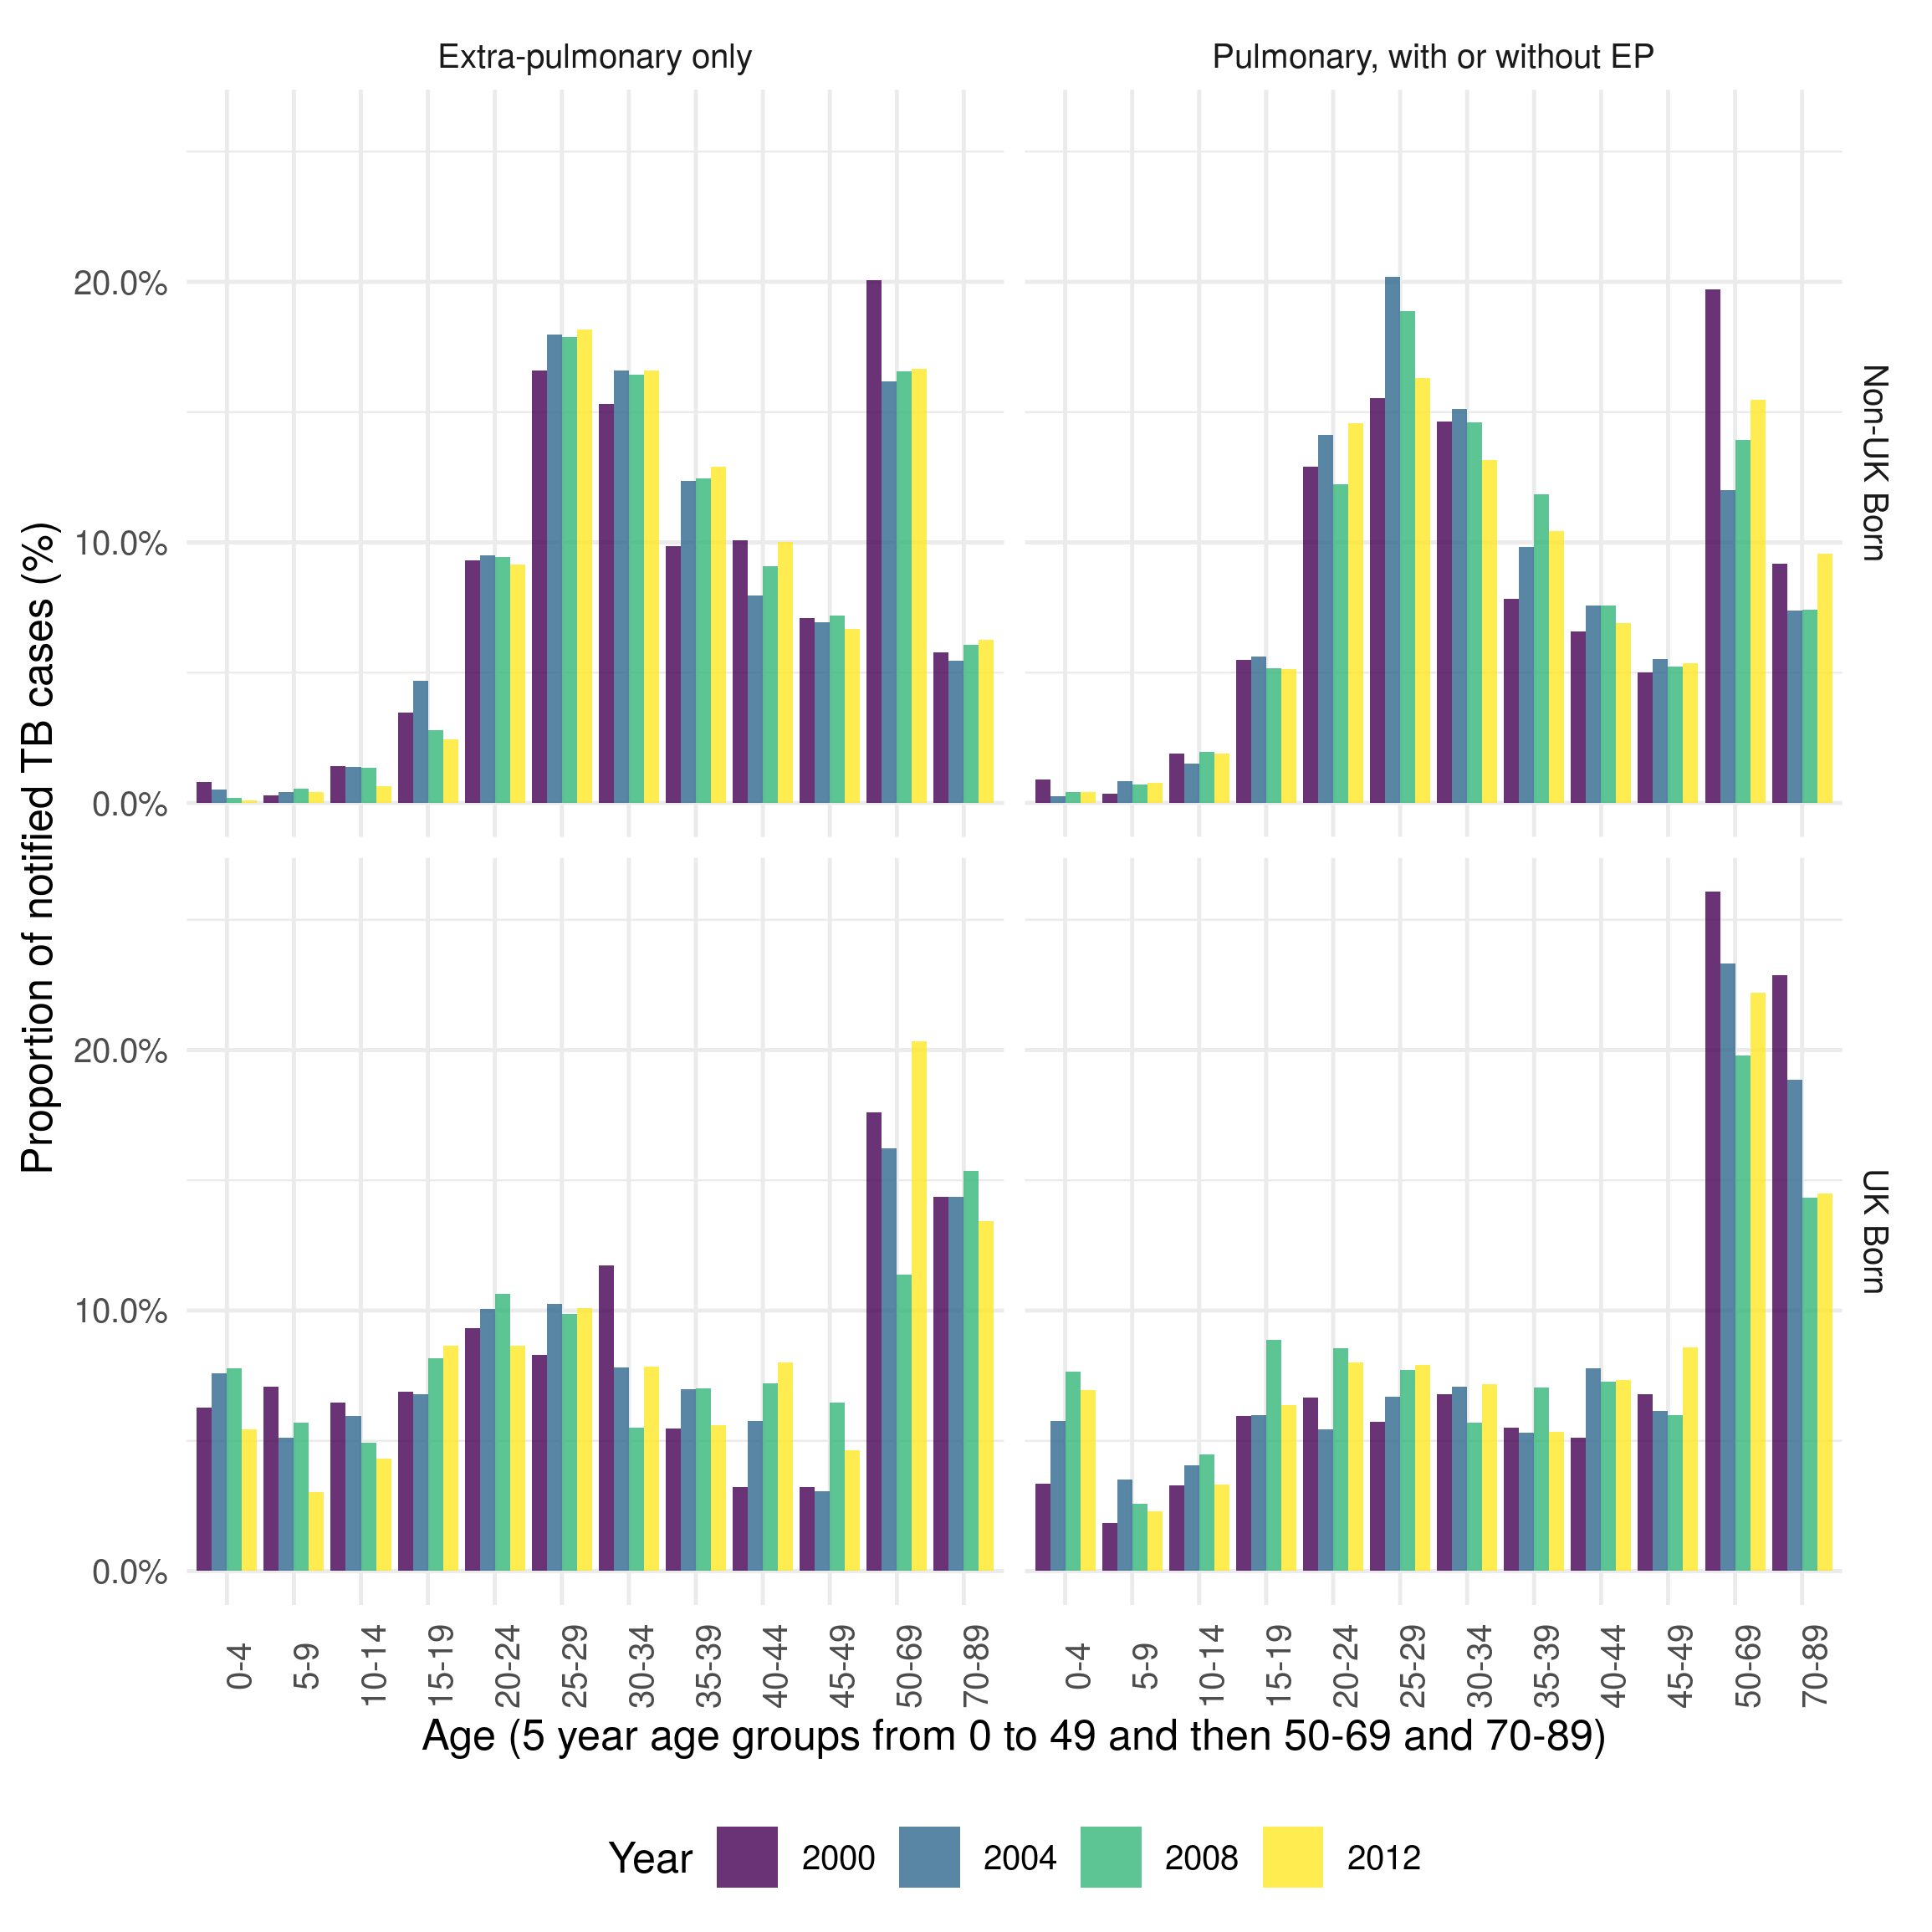 Extra-pulmonary only
Pulmonary, with or without EP
Proportion of notified TB cases (%)
20.0%
10.0%
0.0%
Non-UK Born
20.0%
10.0%
0.0%
UK Born
0-4 5-9 10-14 15-19 20-24 25-29 30-34 35-39 40-44 45-49 50-69 70-89
0-4 5-9 10-14 15-19 20-24 25-29 30-34 35-39 40-44 45-49 50-69 70-89
Age (5 year age groups from 0 to 49 and then 50-69 and 70-89)
Year 2000 2004 2008 2012